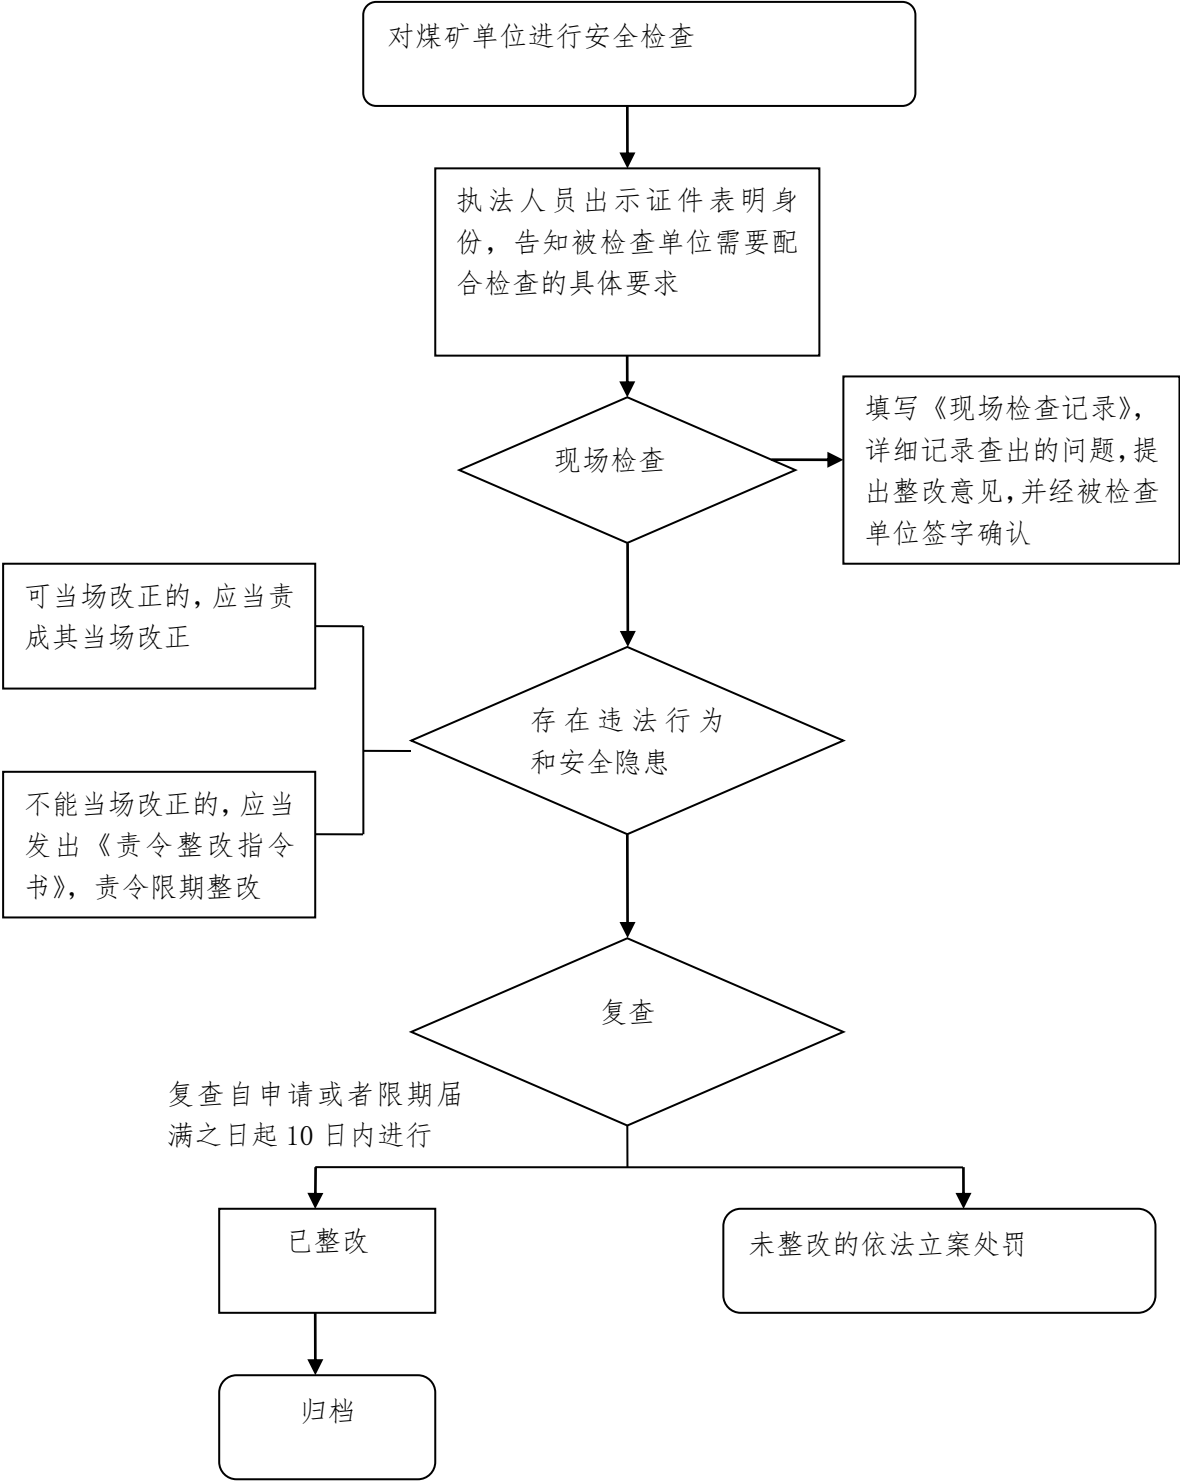 对煤矿单位进行安全检查
执法人员出示证件表明身
份，告知被检查单位需要配
合检查的具体要求
现场检查
填写《现场检查记录》，
详细记录查出的问题，提
出整改意见，并经被检查
单位签字确认
可当场改正的，应当责
成其当场改正
存在违法行为
和安全隐患
不能当场改正的，应当
发出《责令整改指令
书》，责令限期整改
复查
复查自申请或者限期届
满之日起 10 日内进行
已整改
未整改的依法立案处罚
归档